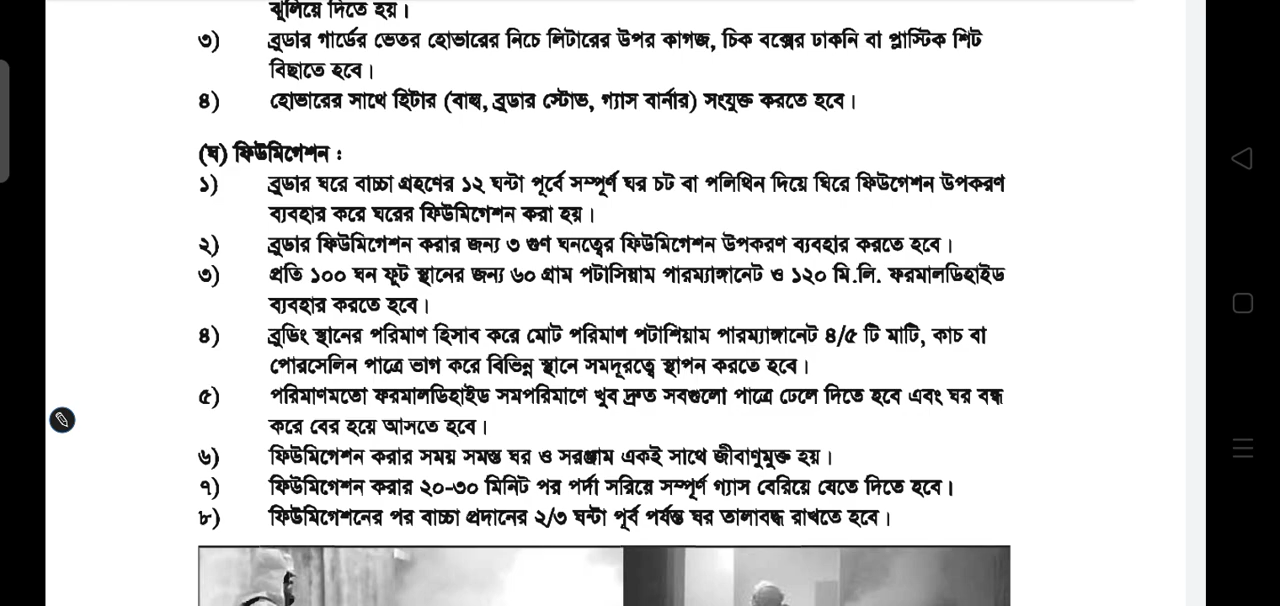 ঝুলিয়ে দিতে হয়।
৩) ব্রুডার গার্ডের ভেতর হোভারের নিচে লিটারের উপর কাগজ, চিক বক্সের ঢাকনি বা প্লাস্টিক শিট
বিছাতে হবে।
৪) হোভারের সাথে হিটার (বাল্ব, ব্রুডার স্টোভ, গ্যাস বার্নার) সংযুক্ত করতে হবে।
(ঘ) ফিউমিগেশন :
১) ব্রুডার ঘরে বাচ্চা গ্রহণের ১২ ঘন্টা পূর্বে সম্পূর্ণ ঘর চট বা পলিথিন দিয়ে ঘিরে ফিউগেশন উপকরণ
ব্যবহার করে ঘরের ফিউমিগেশন করা হয়।
২) ব্রুডার ফিউমিগেশন করার জন্য ৩ গুণ ঘনত্বের ফিউমিগেশন উপকরণ ব্যবহার করতে হবে।
৩) প্রতি ১০০ ঘন ফূট স্থানের জন্য ৬০ গ্রাম পটাসিয়াম পারম্যাঙ্গানেট ও ১২০ মি.লি. ফরমালডিহাইড
ব্যবহার করতে হবে।
৪) ব্রুডিং স্থানের পরিমাণ হিসাব করে মোট পরিমাণ পটাশিয়াম পারম্যাঙ্গানেট ৪/৫ টি মাটি, কাচ বা
পোরসেলিন পাত্রে ভাগ করে বিভিন্ন স্থানে সমদূরত্বে স্থাপন করতে হবে।
৫) পরিমাণমতো ফরমালডিহাইড সমপরিমাণে খুব দ্রুত সবগুলো পাত্রে ঢেলে দিতে হবে এবং ঘর বন্ধ
করে বের হয়ে আসতে হবে।
৬) ফিউমিগেশন করার সময় সমস্ত ঘর ও সরঞ্জাম একই সাথে জীবাণুমুক্ত হয়।
৭) ফিউমিগেশন করার ২০-৩০ মিনিট পর পর্দা সরিয়ে সম্পূর্ণ গ্যাস বেরিয়ে যেতে দিতে হবে।
৮) ফিউমিগেশনের পর বাচ্চা প্রদানের ২/৩ ঘন্টা পূর্ব পর্যন্ত ঘর তালাবদ্ধ রাখতে হবে।